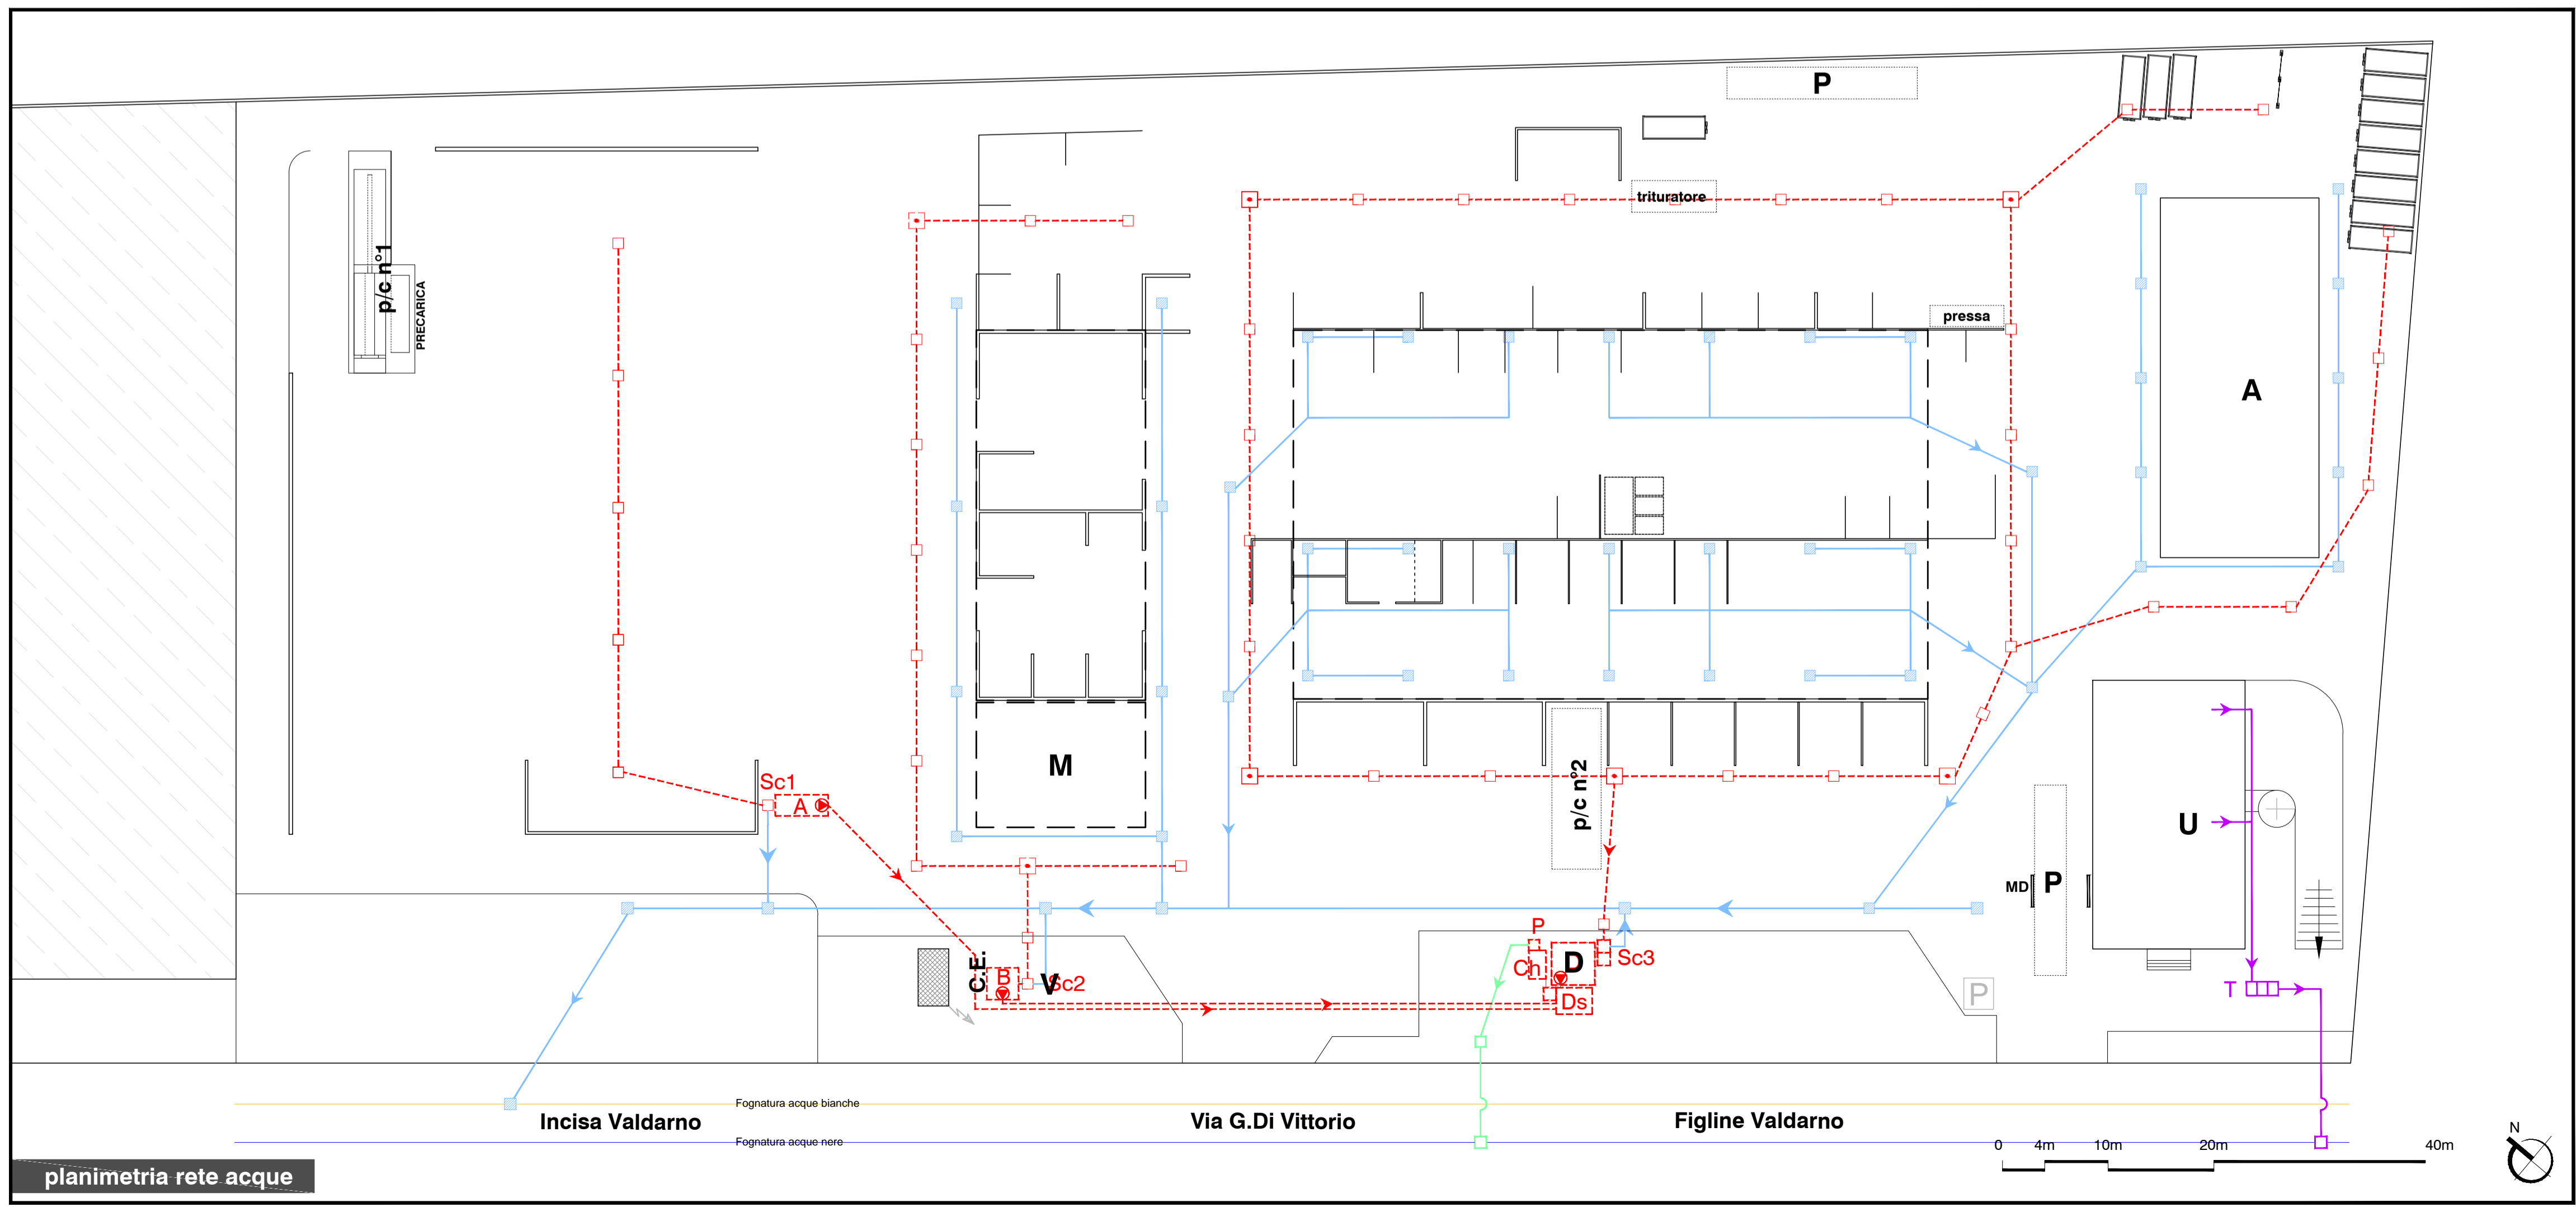 P
trituratore
p/c n°1
PRECARICA
pressa
A
Sc1
A
M
p/c n°2
U
MD
P
P
C.E.
B
V
Sc2
Ch
D
Sc3
Ds
P
T
Fognatura acque bianche
Incisa Valdarno
Via G.Di Vittorio
Figline Valdarno
Fognatura acque nere
0 4m 10m 20m 40m
N
planimetria rete acque